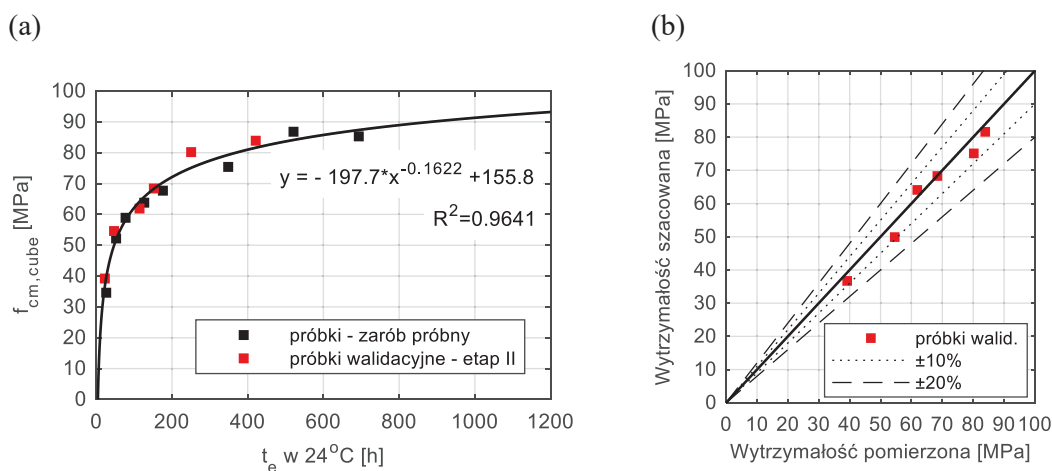 (a)
(b)
100
90
80
70
60
50
40
30
20
10
0
f cm,cube [MPa]
y = - 197.7*x^-0.1622 +155.8
R²=0.9641
próbki - zarób próbny
próbki walidacyjne - etap II
0 200 400 600 800 1000 1200
t_e w 24°C [h]
100
90
80
70
60
50
40
30
20
10
0
Wytrzymałość szacowana [MPa]
próbki walid.
±10%
±20%
0 10 20 30 40 50 60 70 80 90 100
Wytrzymałość pomierzona [MPa]